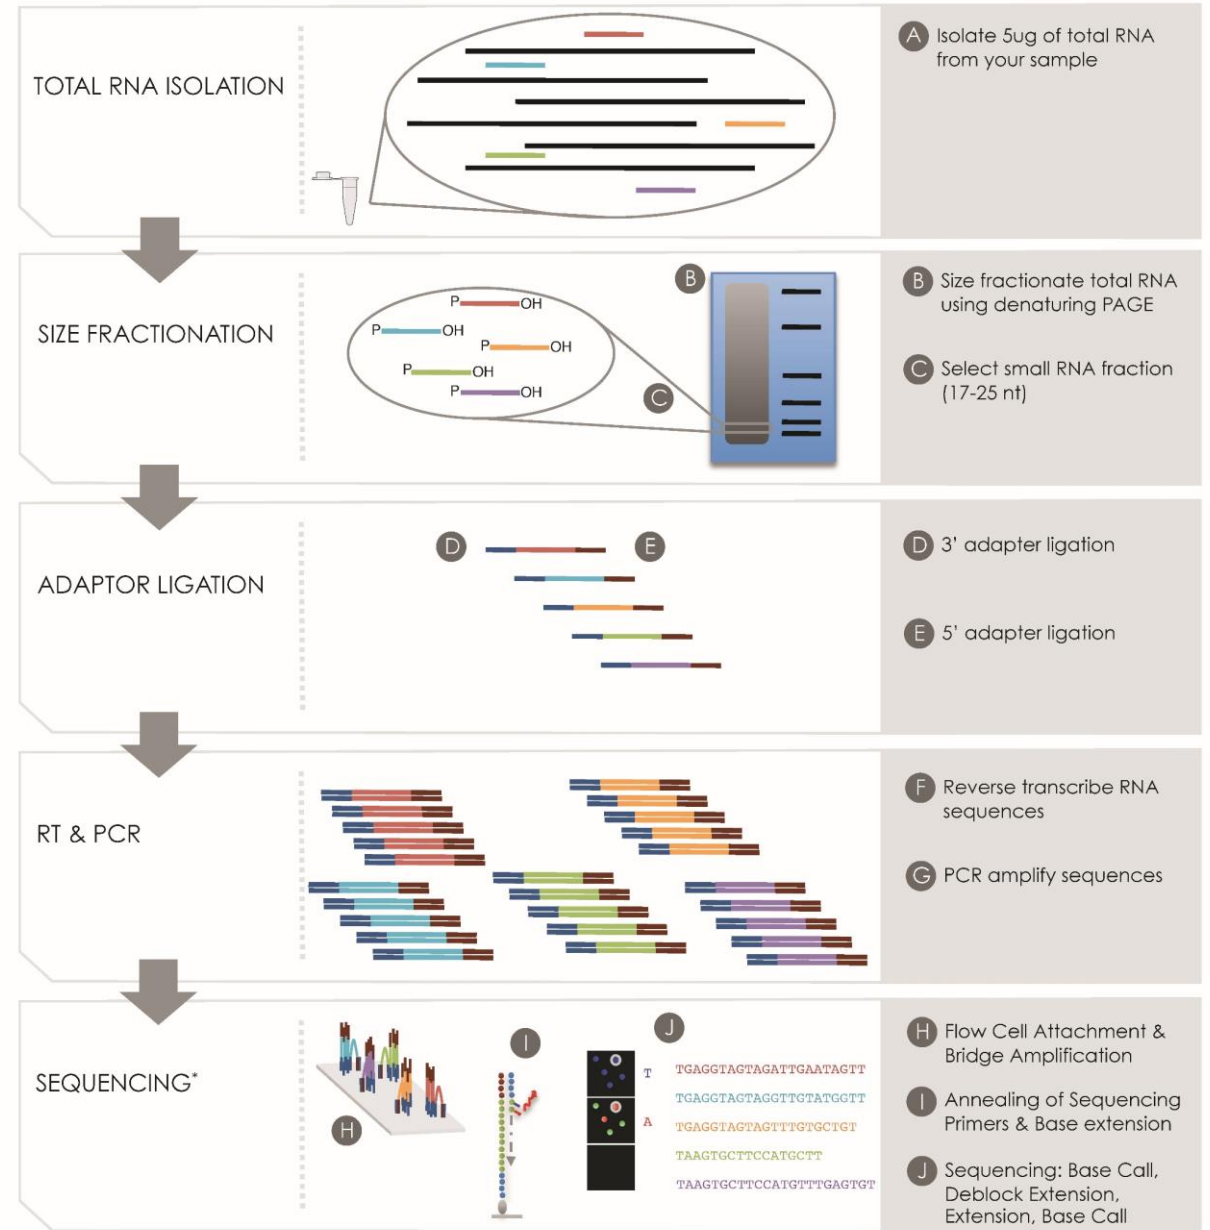 TOTAL RNA ISOLATION
A Isolate 5ug of total RNA
from your sample
SIZE FRACTIONATION
P OH
P OH
P OH
P OH
P OH
B
C
B Size fractionate total RNA
using denaturing PAGE
C Select small RNA fraction
(17-25 nt)
ADAPTOR LIGATION
D
E
D 3' adapter ligation
E 5' adapter ligation
RT & PCR
F Reverse transcribe RNA
sequences
G PCR amplify sequences
SEQUENCING*
H
I
J
T
A
TGAGGTAGTAGATTGAATAGTT
TGAGGTAGTAGGTTGTATGGTT
TGAGGTAGTAGTTTGTGCTGT
TAAGTGCTTCCATGCTT
TAAGTGCTTCCATGTTTGAGTGT
H Flow Cell Attachment &
Bridge Amplification
I Annealing of Sequencing
Primers & Base extension
J Sequencing: Base Call,
Deblock Extension,
Extension, Base Call